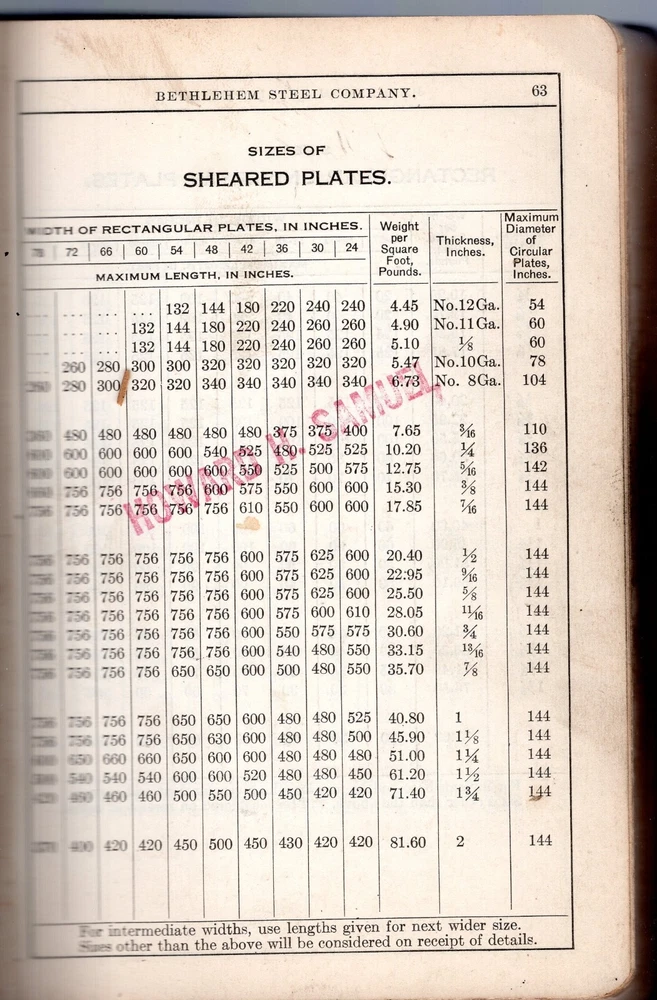 BETHLEHEM STEEL COMPANY. 63
SIZES OF
SHEARED PLATES.
WIDTH OF RECTANGULAR PLATES, IN INCHES. Weight per Square Foot, Pounds. Thickness, Inches. Maximum Diameter of Circular Plates, Inches.
78 72 66 60 54 48 42 36 30 24
MAXIMUM LENGTH, IN INCHES.
... ... ... ... 132 144 180 220 240 240 4.45 No.12Ga. 54
... ... ... 132 144 180 220 240 260 260 4.90 No.11Ga. 60
... ... ... 132 144 180 220 240 260 260 5.10 ⅛ 60
... 260 280 300 300 320 320 320 320 320 5.47 No.10Ga. 78
280 300 320 320 340 340 340 340 340 6.73 No. 8Ga. 104
480 480 480 480 480 480 375 375 400 7.65 3/16 110
600 600 600 600 540 525 480 525 525 10.20 ¼ 136
600 600 600 600 600 550 525 500 575 12.75 5/16 142
756 756 756 756 600 575 550 600 600 15.30 ⅜ 144
756 756 756 756 756 610 550 600 600 17.85 7/16 144
756 756 756 756 756 756 600 575 625 600 20.40 ½ 144
756 756 756 756 756 756 600 575 625 600 22.95 9/16 144
756 756 756 756 756 756 600 575 625 600 25.50 ⅝ 144
756 756 756 756 756 756 600 575 600 610 28.05 11/16 144
756 756 756 756 756 756 600 550 575 575 30.60 ¾ 144
756 756 756 756 756 756 600 540 480 550 33.15 13/16 144
756 756 756 756 650 650 600 500 480 550 35.70 ⅞ 144
756 756 756 756 650 650 600 480 480 525 40.80 1 144
756 756 756 756 650 630 600 480 480 500 45.90 1⅛ 144
650 660 660 650 600 600 480 480 480 51.00 1¼ 144
540 540 540 600 600 520 480 480 450 61.20 1½ 144
460 460 460 500 550 500 450 420 420 71.40 1¾ 144
400 420 420 450 500 450 430 420 420 81.60 2 144
HOWARD H. SAMUEL
For intermediate widths, use lengths given for next wider size.
Sizes other than the above will be considered on receipt of details.